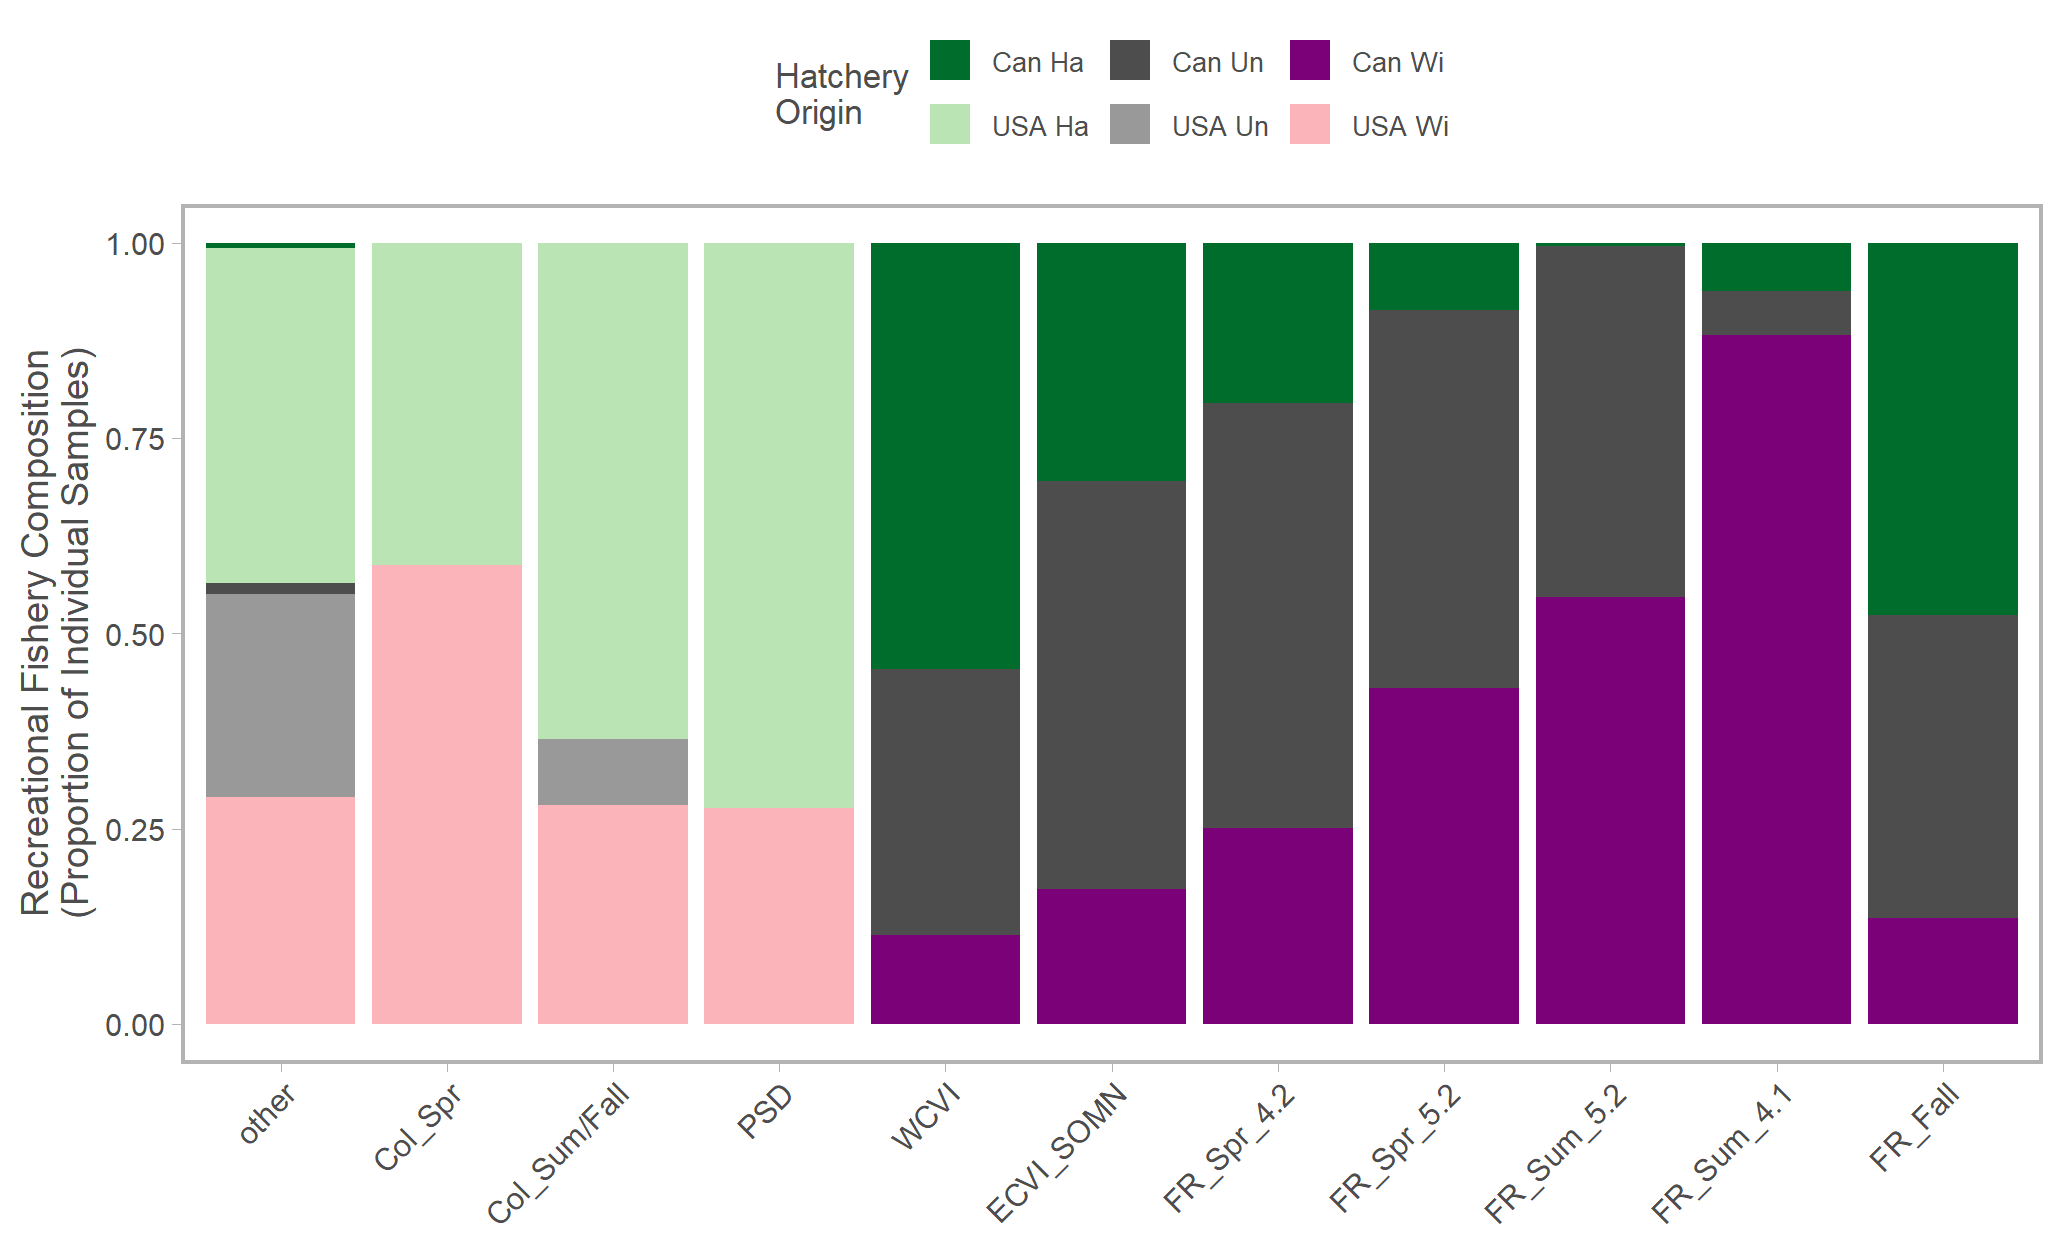 Hatchery
Origin
Can Ha
Can Un
Can Wi
USA Ha
USA Un
USA Wi
Recreational Fishery Composition
(Proportion of Individual Samples)
1.00
0.75
0.50
0.25
0.00
other
Col_Spr
Col_Sum/Fall
PSD
WCVI
ECVI_SOMN
FR_Spr_4.2
FR_Spr_5.2
FR_Sum_5.2
FR_Sum_4.1
FR_Fall